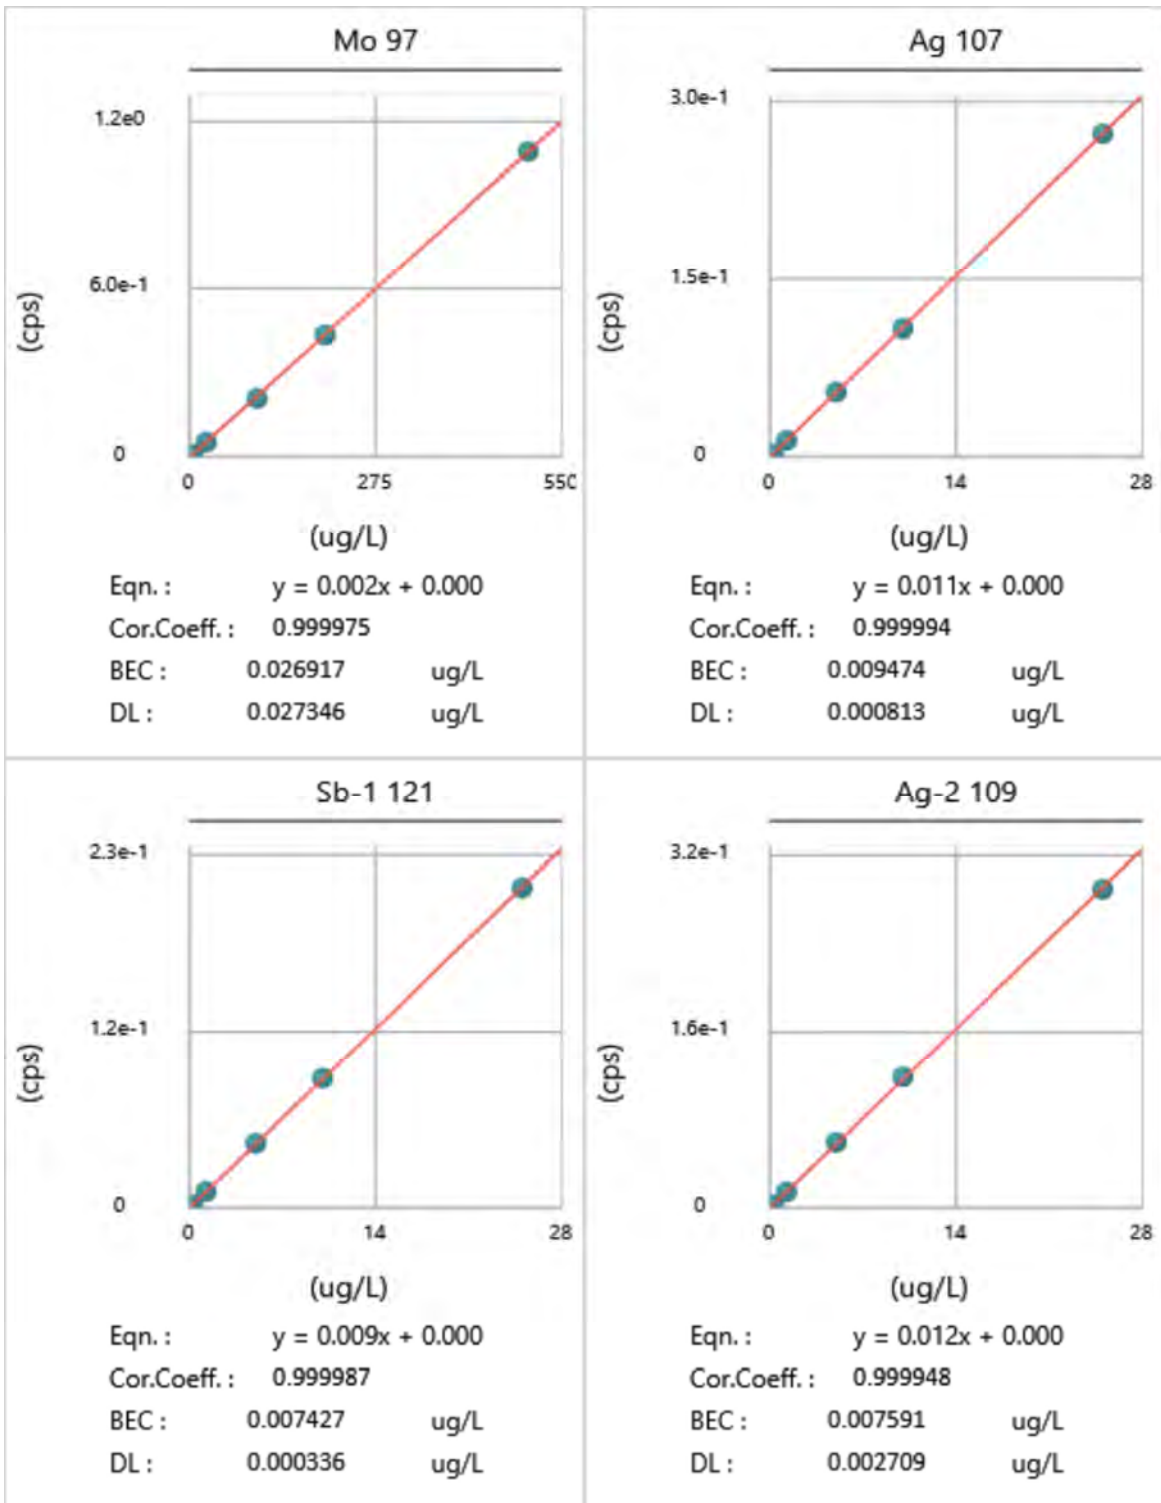 Mo 97
1.2e0
6.0e-1
0
(cps)
0 275 550
(ug/L)
Eqn. : y = 0.002x + 0.000
Cor.Coeff. : 0.999975
BEC : 0.026917 ug/L
DL : 0.027346 ug/L
Ag 107
3.0e-1
1.5e-1
0
(cps)
0 14 28
(ug/L)
Eqn. : y = 0.011x + 0.000
Cor.Coeff. : 0.999994
BEC : 0.009474 ug/L
DL : 0.000813 ug/L
Sb-1 121
2.3e-1
1.2e-1
0
(cps)
0 14 28
(ug/L)
Eqn. : y = 0.009x + 0.000
Cor.Coeff. : 0.999987
BEC : 0.007427 ug/L
DL : 0.000336 ug/L
Ag-2 109
3.2e-1
1.6e-1
0
(cps)
0 14 28
(ug/L)
Eqn. : y = 0.012x + 0.000
Cor.Coeff. : 0.999948
BEC : 0.007591 ug/L
DL : 0.002709 ug/L